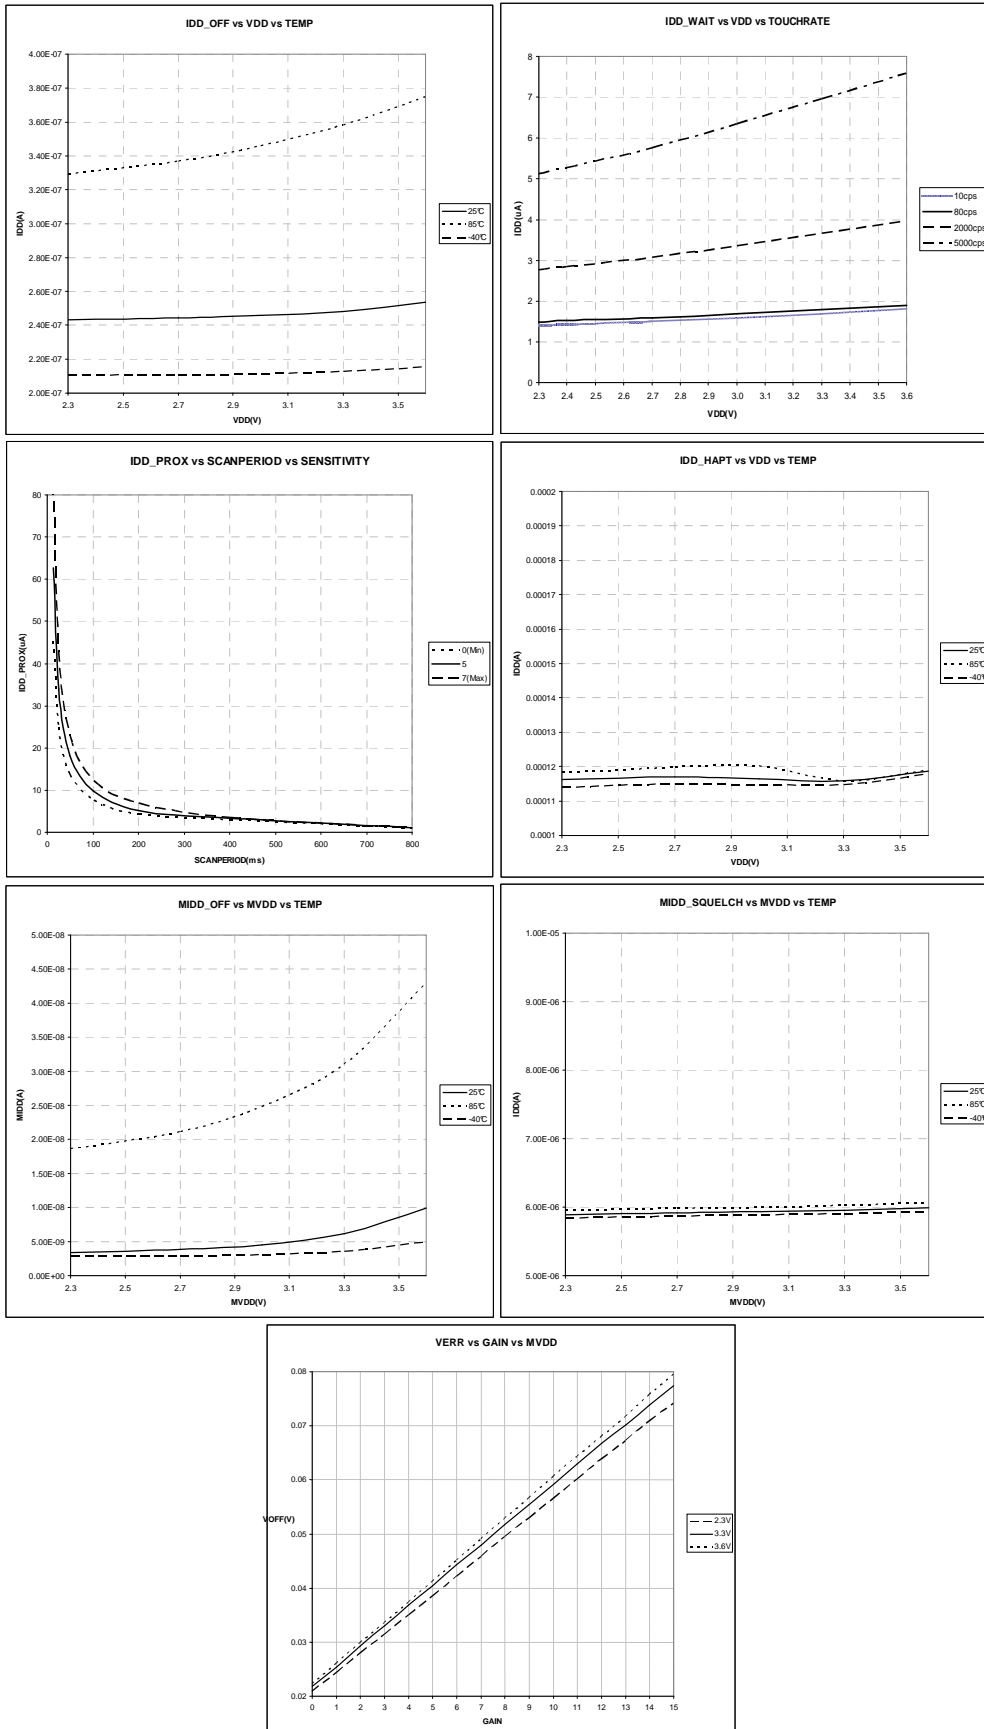 IDD_OFF vs VDD vs TEMP
4.00E-07
3.80E-07
3.60E-07
3.40E-07
3.20E-07
3.00E-07
2.80E-07
2.60E-07
2.40E-07
2.20E-07
2.00E-07
IDD(A)
2.3 2.5 2.7 2.9 3.1 3.3 3.5
VDD(V)
25℃
85℃
-40℃
IDD_WAIT vs VDD vs TOUCHRATE
8
7
6
5
4
3
2
1
0
IDD(uA)
2.3 2.4 2.5 2.6 2.7 2.8 2.9 3.0 3.1 3.2 3.3 3.4 3.5 3.6
VDD(V)
10cps
80cps
2000cps
5000cps
IDD_PROX vs SCANPERIOD vs SENSITIVITY
80
70
60
50
40
30
20
10
0
IDD_PROX(uA)
0 100 200 300 400 500 600 700 800
SCANPERIOD(ms)
0(Min)
5
7(Max)
IDD_HAPT vs VDD vs TEMP
0.0002
0.00019
0.00018
0.00017
0.00016
0.00015
0.00014
0.00013
0.00012
0.00011
0.0001
IDD(A)
2.3 2.5 2.7 2.9 3.1 3.3 3.5
VDD(V)
25℃
85℃
-40℃
MIDD_OFF vs MVDD vs TEMP
5.00E-08
4.50E-08
4.00E-08
3.50E-08
3.00E-08
2.50E-08
2.00E-08
1.50E-08
1.00E-08
5.00E-09
0.00E+00
MIDD(A)
2.3 2.5 2.7 2.9 3.1 3.3 3.5
MVDD(V)
25℃
85℃
-40℃
MIDD_SQUELCH vs MVDD vs TEMP
1.00E-05
9.00E-06
8.00E-06
7.00E-06
6.00E-06
5.00E-06
IDD(A)
2.3 2.5 2.7 2.9 3.1 3.3 3.5
MVDD(V)
25℃
85℃
-40℃
VERR vs GAIN vs MVDD
0.08
0.07
0.06
0.05
0.04
0.03
0.02
VOFF(V)
0 1 2 3 4 5 6 7 8 9 10 11 12 13 14 15
GAIN
2.3V
3.3V
3.6V